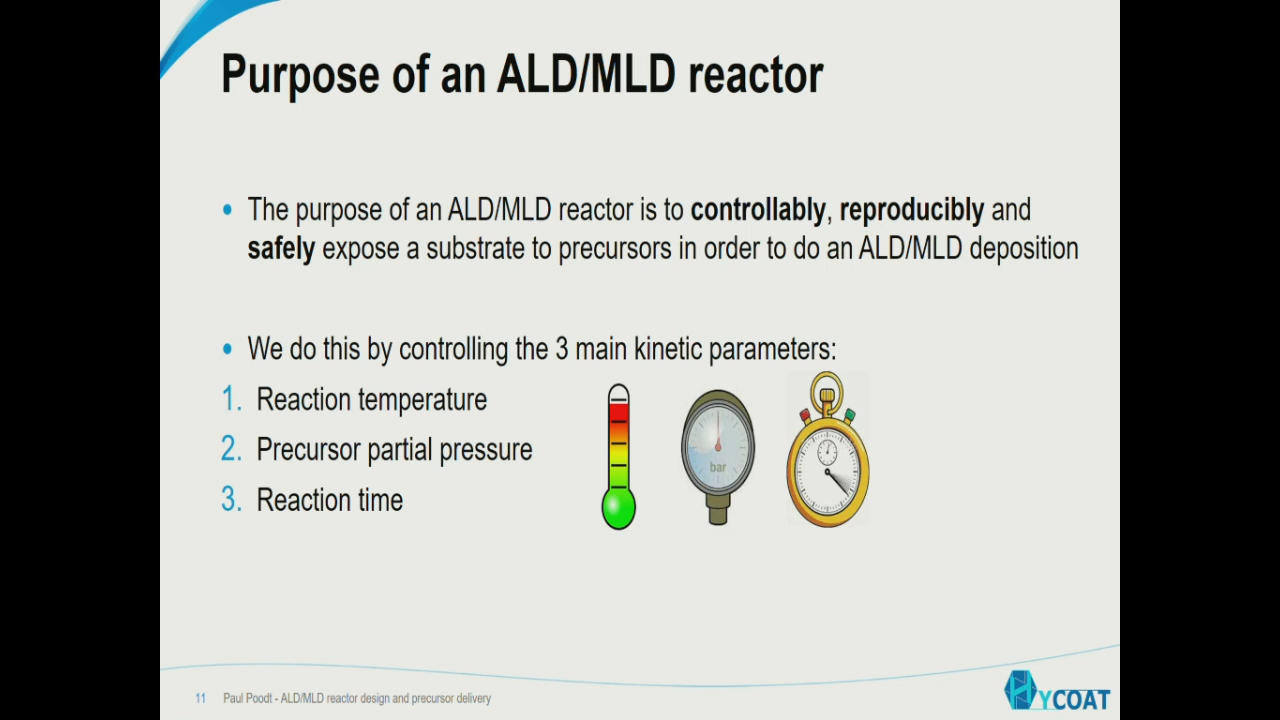 Purpose of an ALD/MLD reactor
• The purpose of an ALD/MLD reactor is to controllably, reproducibly and
safely expose a substrate to precursors in order to do an ALD/MLD deposition
• We do this by controlling the 3 main kinetic parameters:
1. Reaction temperature
2. Precursor partial pressure
3. Reaction time
bar
11 Paul Poodt - ALD/MLD reactor design and precursor delivery
HYCOAT